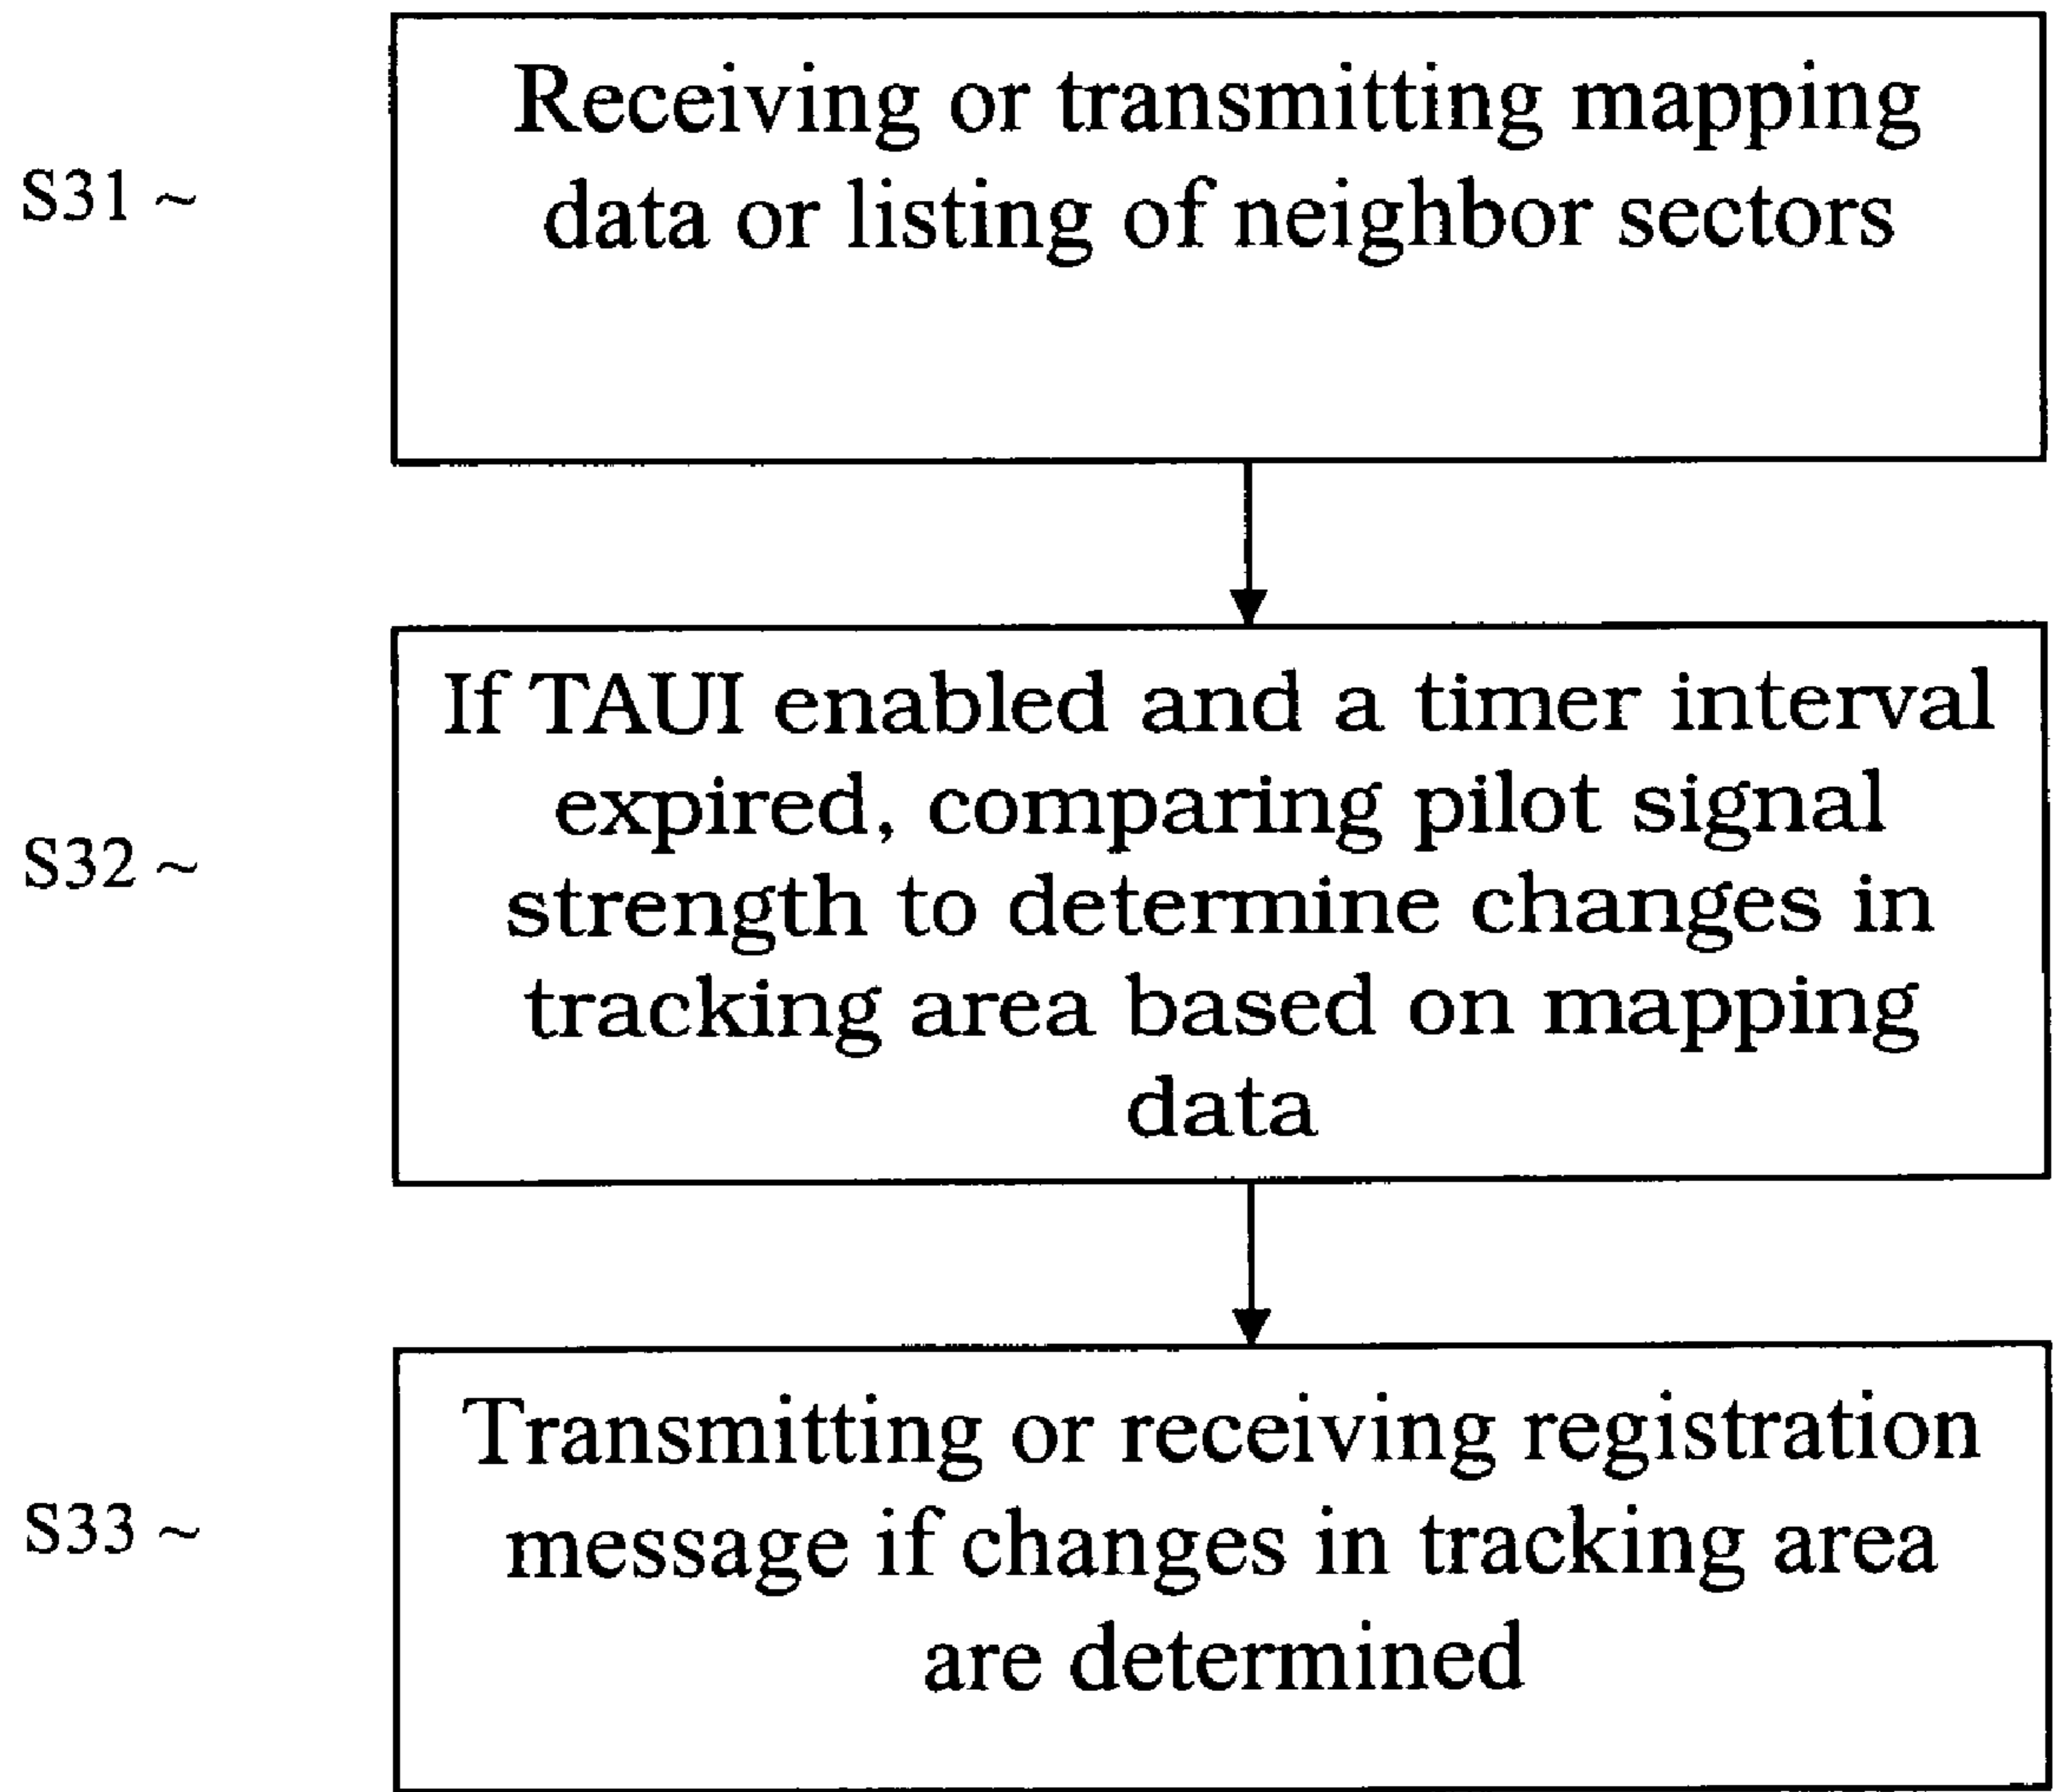 S31 ~
Receiving or transmitting mapping
data or listing of neighbor sectors
S32 ~
If TAUI enabled and a timer interval
expired, comparing pilot signal
strength to determine changes in
tracking area based on mapping
data
S33 ~
Transmitting or receiving registration
message if changes in tracking area
are determined